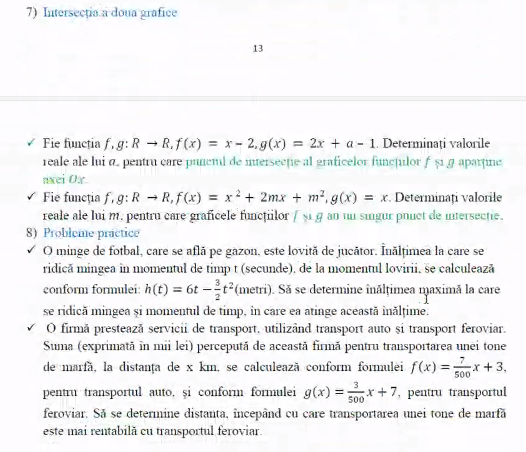 7) Intersecția a doua grafice
13
✓ Fie funcția f, g: R → R, f(x) = x − 2, g(x) = 2x + a − 1. Determinați valorile
reale ale lui a, pentru care punctul de intersecție al graficelor funcțiilor f și g aparține
axei Ox.
✓ Fie funcția f, g: R → R, f(x) = x² + 2mx + m², g(x) = x. Determinați valorile
reale ale lui m, pentru care graficele funcțiilor f și g au un singur punct de intersecție.
8) Probleme practice
✓ O minge de fotbal, care se află pe gazon, este lovită de jucător. Înălțimea la care se
ridică mingea în momentul de timp t (secunde), de la momentul lovirii, se calculează
conform formulei: h(t) = 6t − 3/2 t² (metri). Să se determine înălțimea maximă la care
se ridică mingea și momentul de timp, în care ea atinge această înălțime.
✓ O firmă prestează servicii de transport, utilizând transport auto și transport feroviar.
Suma (exprimată în mii lei) percepută de această firmă pentru transportarea unei tone
de marfă, la distanța de x km, se calculează conform formulei f(x) = 7/500 x + 3,
pentru transportul auto, și conform formulei g(x) = 3/500 x + 7, pentru transportul
feroviar. Să se determine distanța, începând cu care transportarea unei tone de marfă
este mai rentabilă cu transportul feroviar.